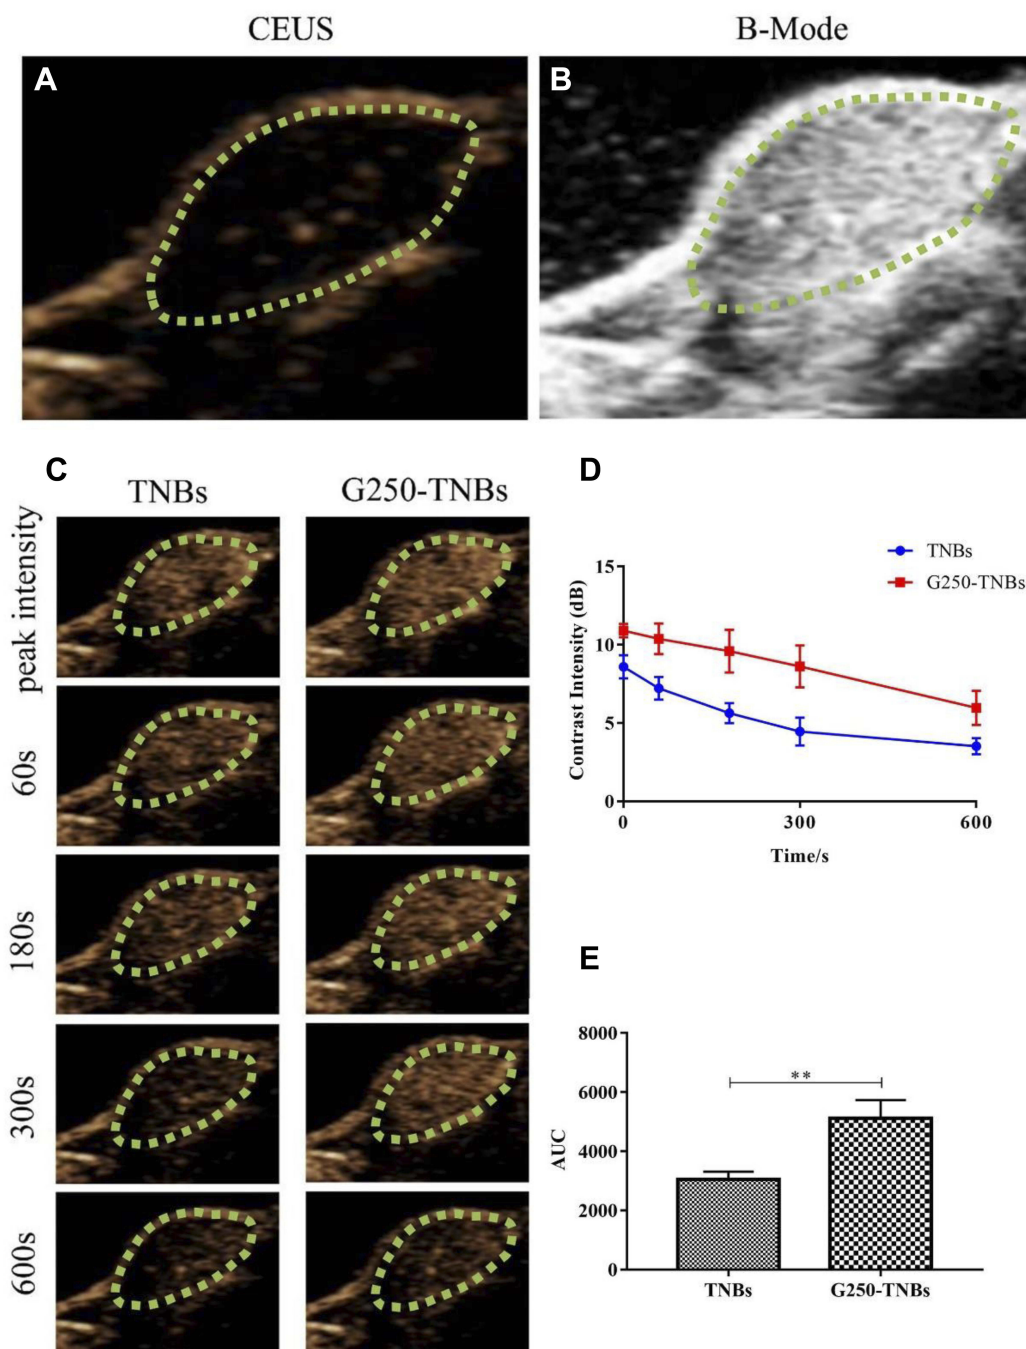 CEUS B-Mode
A B
C
TNBs G250-TNBs
peak intensity
60s
180s
300s
600s
D
TNBs
G250-TNBs
Contrast Intensity (dB)
15
10
5
0
0 300 600
Time/s
E
AUC
8000
6000
4000
2000
0
**
TNBs G250-TNBs